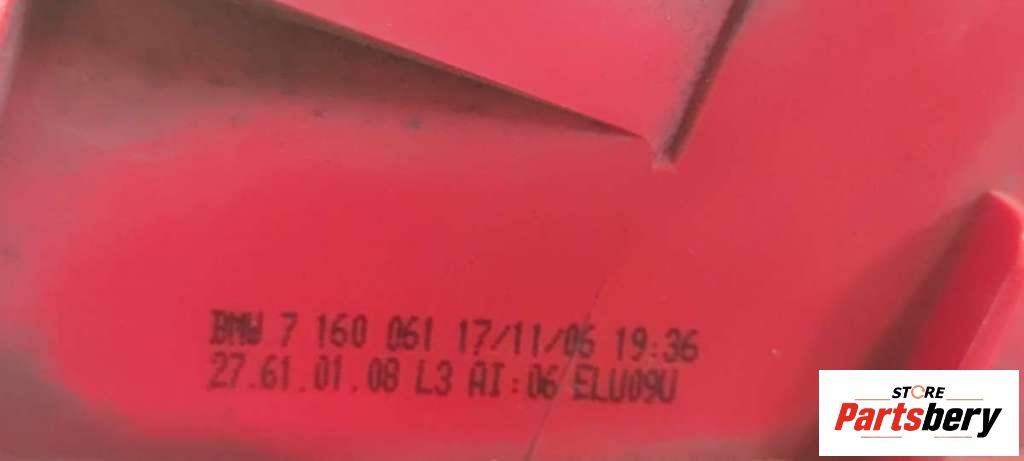 BMW 7 160 061 17/11/06 19:36
27.61.01.08 L3 AI:06 ELU09U
STORE
Partsbery